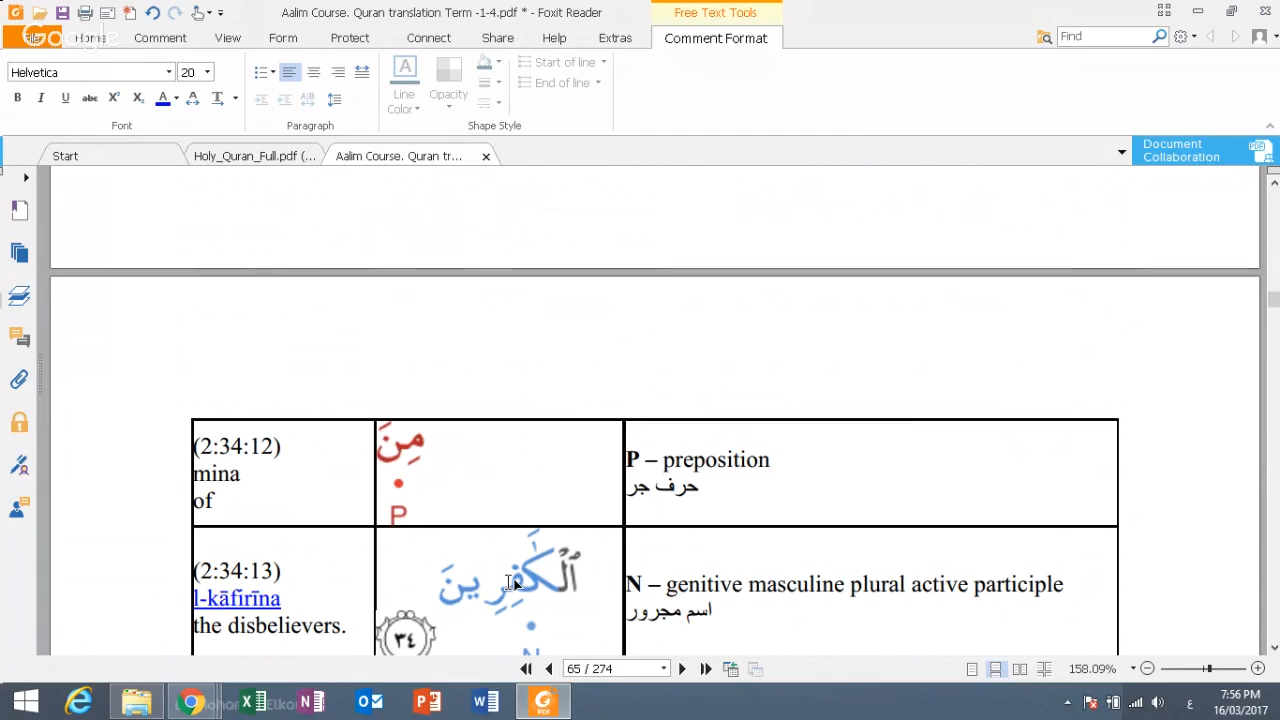 Aalim Course. Quran translation Term -1-4.pdf * - Foxit Reader
Free Text Tools
Google
File Home Comment View Form Protect Connect Share Help Extras Comment Format
Find
Helvetica 20
Start of line
End of line
Line Color
Opacity
Font Paragraph Shape Style
Start Holy_Quran_Full.pdf (... Aalim Course. Quran tr...
Document Collaboration
(2:34:12)
mina
of
مِنَ
P
P – preposition
حرف جر
(2:34:13)
l-kāfirīna
the disbelievers.
ٱلْكَـٰفِرِينَ
٣٤
N
N – genitive masculine plural active participle
اسم مجرور
65 / 274
158.09%
7:56 PM
16/03/2017
ع